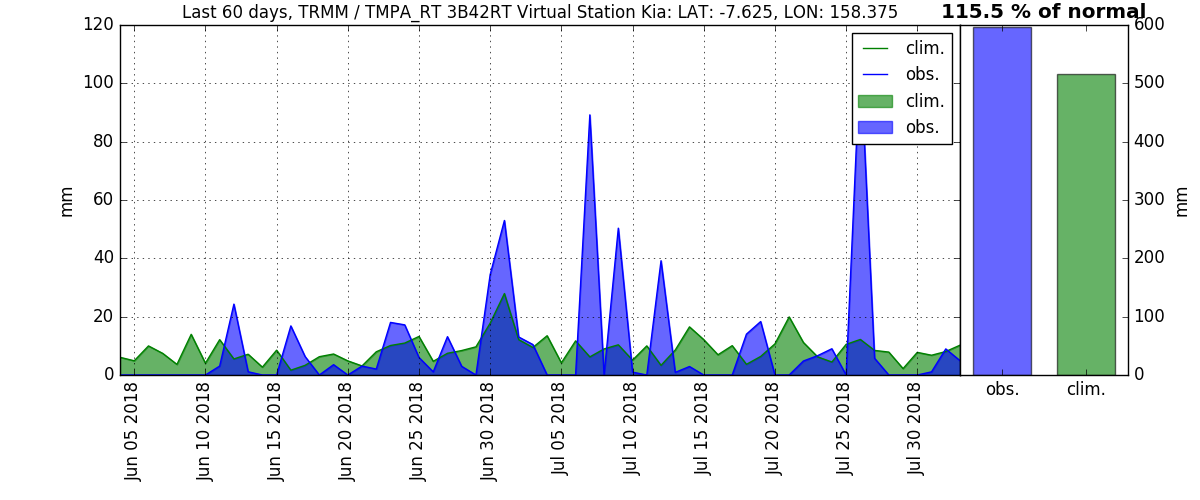 Last 60 days, TRMM / TMPA_RT 3B42RT Virtual Station Kia: LAT: -7.625, LON: 158.375
115.5 % of normal
120
100
80
60
40
20
0
mm
clim.
obs.
clim.
obs.
600
500
400
300
200
100
0
mm
Jun 05 2018
Jun 10 2018
Jun 15 2018
Jun 20 2018
Jun 25 2018
Jun 30 2018
Jul 05 2018
Jul 10 2018
Jul 15 2018
Jul 20 2018
Jul 25 2018
Jul 30 2018
obs.
clim.